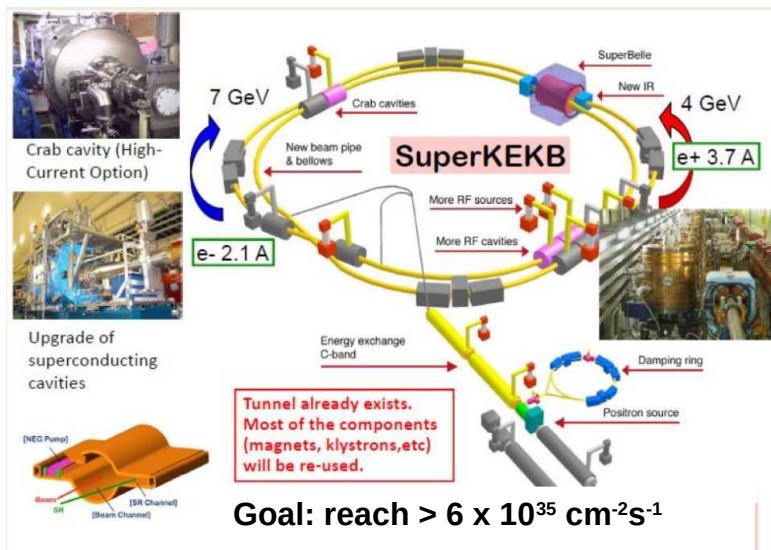 SuperBelle
New IR
7 GeV
4 GeV
Crab cavities
Crab cavity (High-
Current Option)
New beam pipe
& bellows
SuperKEKB
e+ 3.7 A
More RF sources
More RF cavities
e- 2.1 A
Upgrade of
superconducting
cavities
Energy exchange
C-band
Damping ring
Positron source
Tunnel already exists.
Most of the components
(magnets, klystrons,etc)
will be re-used.
[NEG Pump]
Beam
SR
[SR Channel]
[Beam Channel]
Goal: reach > 6 x 10³⁵ cm⁻²s⁻¹